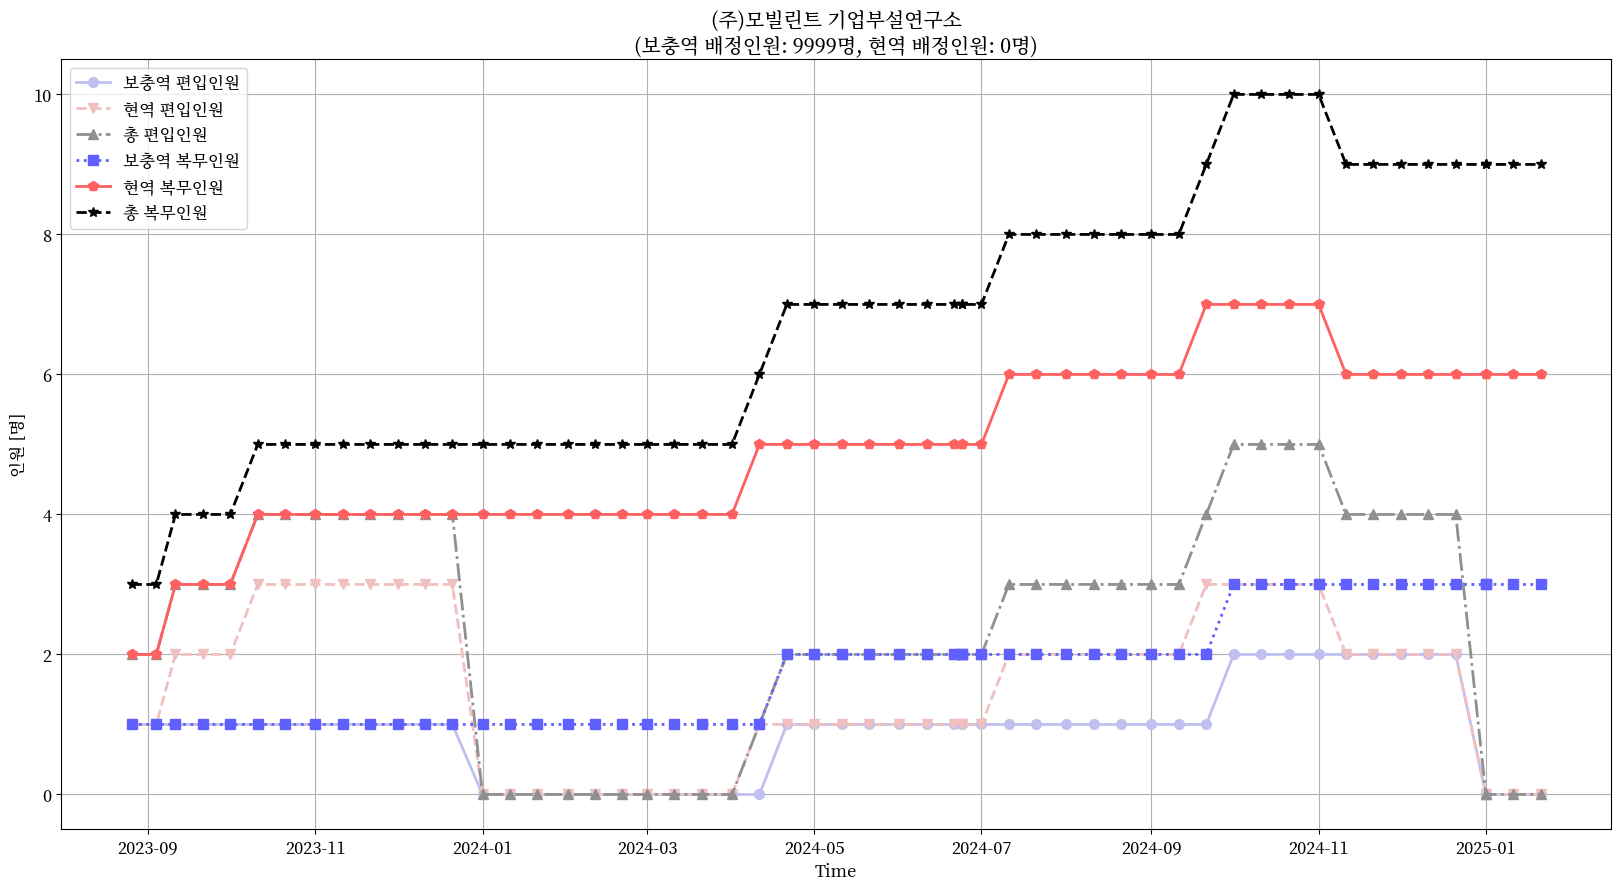 (주)모빌린트 기업부설연구소
(보충역 배정인원: 9999명, 현역 배정인원: 0명)
보충역 편입인원
현역 편입인원
총 편입인원
보충역 복무인원
현역 복무인원
총 복무인원
인원 [명]
10
8
6
4
2
0
2023-09 2023-11 2024-01 2024-03 2024-05 2024-07 2024-09 2024-11 2025-01
Time